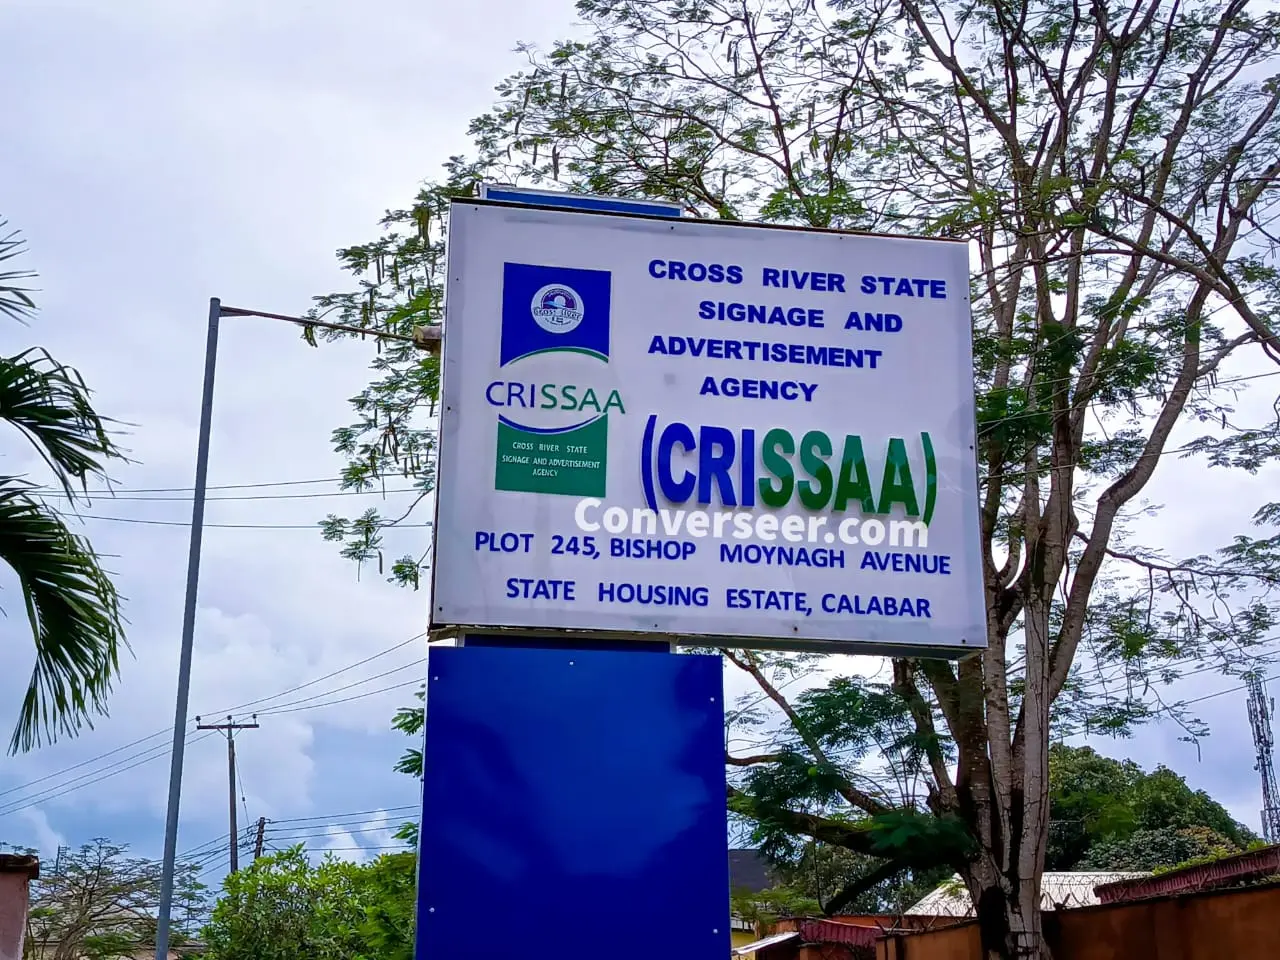 CROSS RIVER STATE
SIGNAGE AND
ADVERTISEMENT
AGENCY
(CRISSAA)
CRISSAA
CROSS RIVER STATE
SIGNAGE AND ADVERTISEMENT
AGENCY
Converseer.com
PLOT 245, BISHOP MOYNAGH AVENUE
STATE HOUSING ESTATE, CALABAR